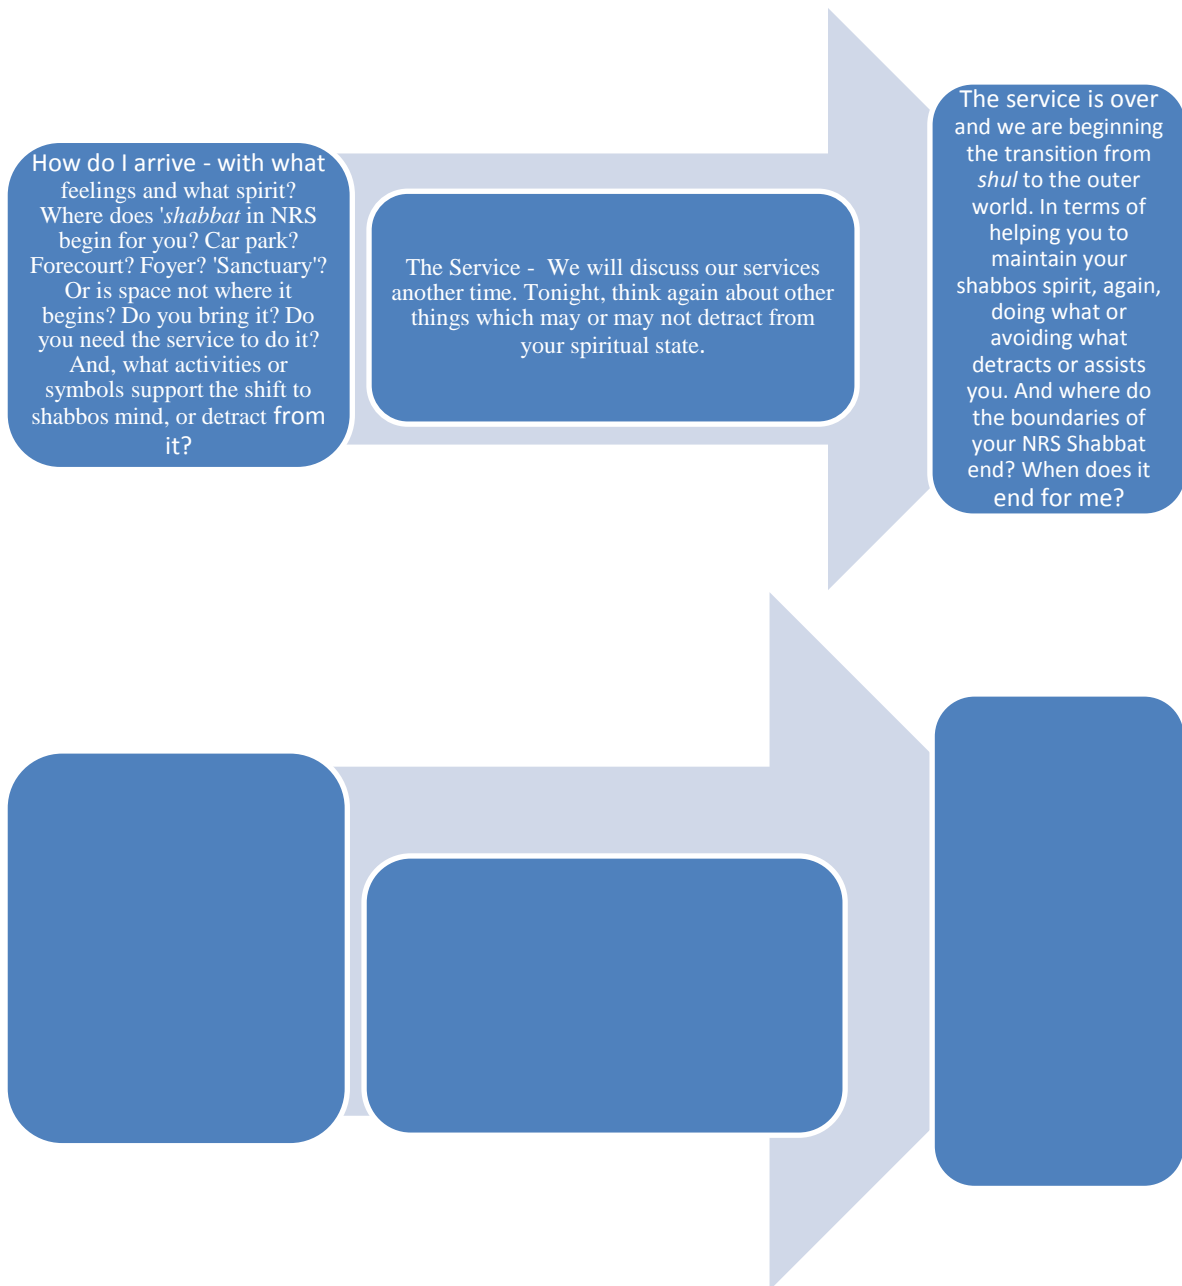 How do I arrive - with what
feelings and what spirit?
Where does 'shabbat in NRS
begin for you? Car park?
Forecourt? Foyer? 'Sanctuary'?
Or is space not where it
begins? Do you bring it? Do
you need the service to do it?
And, what activities or
symbols support the shift to
shabbos mind, or detract from
it?
The Service - We will discuss our services
another time. Tonight, think again about other
things which may or may not detract from
your spiritual state.
The service is over
and we are beginning
the transition from
shul to the outer
world. In terms of
helping you to
maintain your
shabbos spirit, again,
doing what or
avoiding what
detracts or assists
you. And where do
the boundaries of
your NRS Shabbat
end? When does it
end for me?